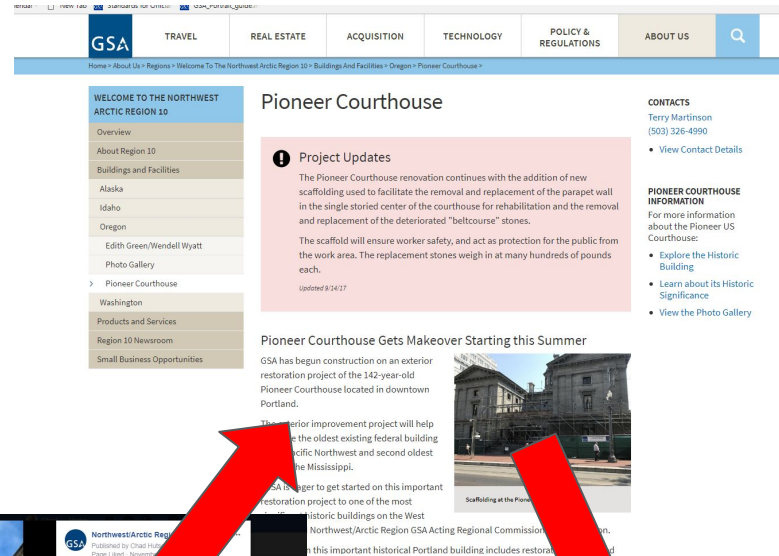 New Tab Standards for
GSA
TRAVEL
REAL ESTATE
ACQUISITION
TECHNOLOGY
POLICY &
REGULATIONS
ABOUT US
Home > About Us > Regions > Welcome To The Northwest Arctic Region 10 > Buildings And Facilities > Oregon > Pioneer Courthouse >
WELCOME TO THE NORTHWEST
ARCTIC REGION 10
Overview
About Region 10
Buildings and Facilities
Alaska
Idaho
Oregon
Edith Green/Wendell Wyatt
Photo Gallery
> Pioneer Courthouse
Washington
Products and Services
Region 10 Newsroom
Small Business Opportunities
Pioneer Courthouse
Project Updates
The Pioneer Courthouse renovation continues with the addition of new
scaffolding used to facilitate the removal and replacement of the parapet wall
in the single storied center of the courthouse for rehabilitation and the removal
and replacement of the deteriorated "beltcourse" stones.
The scaffold will ensure worker safety, and act as protection for the public from
the work area. The replacement stones weigh in at many hundreds of pounds
each.
Updated 9/14/17
Pioneer Courthouse Gets Makeover Starting this Summer
GSA has begun construction on an exterior
restoration project of the 142-year-old
Pioneer Courthouse located in downtown
Portland.
improvement project will help
the oldest existing federal building
Northwest and second oldest
the Mississippi.
to get started on this important
restoration project to one of the most
historic buildings on the West
Northwest/Arctic Region GSA Acting Regional
this important historical Portland building includes
Scaffolding at the
CONTACTS
Terry Martinson
(503) 326-4990
• View Contact Details
PIONEER COURTHOUSE
INFORMATION
For more information
about the Pioneer US
Courthouse:
• Explore the Historic
Building
• Learn about its Historic
Significance
• View the Photo Gallery
GSA
Northwest/Arctic
Published by Chad
Page Liked